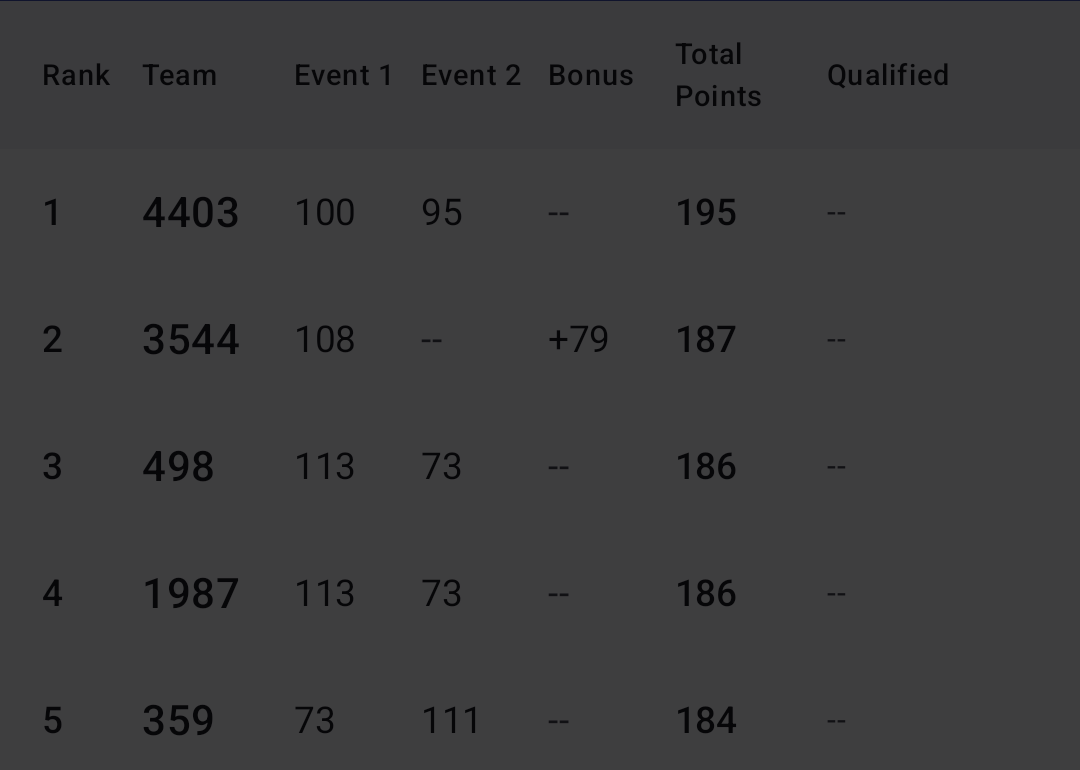 Rank Team Event 1 Event 2 Bonus Total Points Qualified
1 4403 100 95 -- 195 --
2 3544 108 -- +79 187 --
3 498 113 73 -- 186 --
4 1987 113 73 -- 186 --
5 359 73 111 -- 184 --